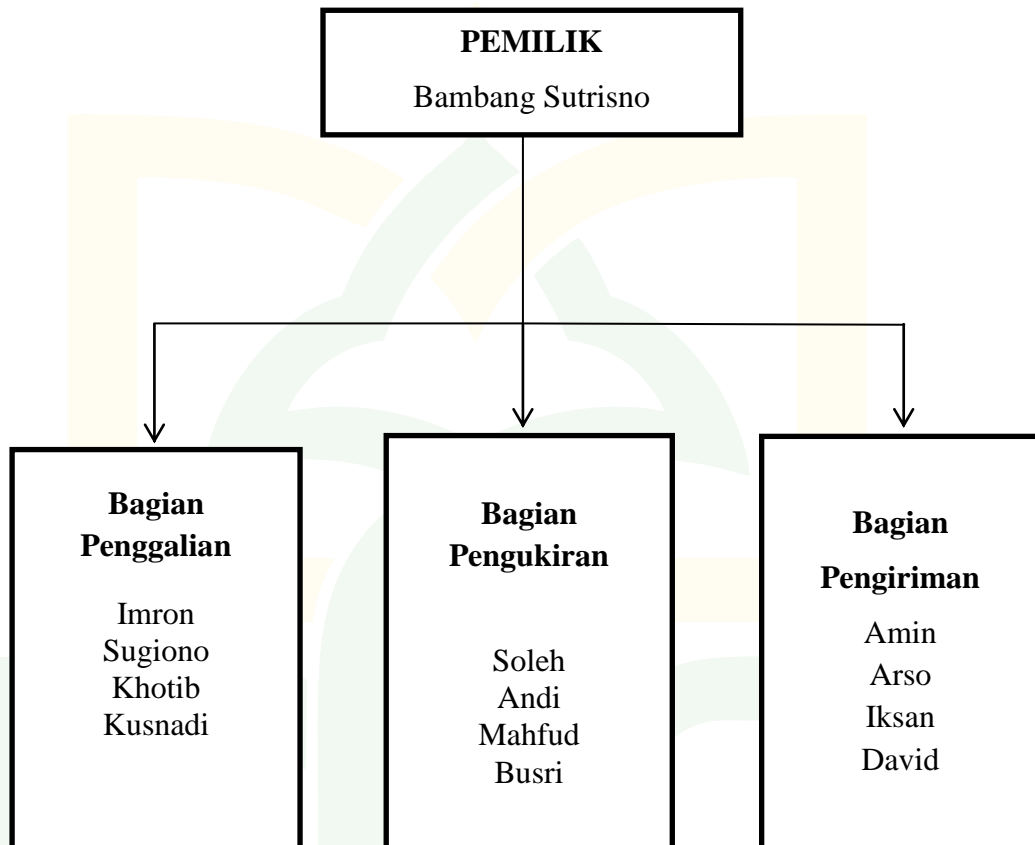 PEMILIK
Bambang Sutrisno
Bagian
Penggalian
Imron
Sugiono
Khotib
Kusnadi
Bagian
Pengukiran
Soleh
Andi
Mahfud
Busri
Bagian
Pengiriman
Amin
Arso
Iksan
David